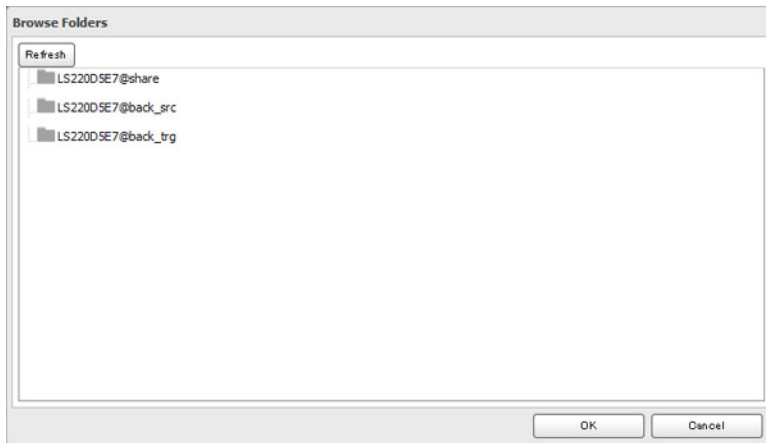 Browse Folders
Refresh
LS220D5E7@share
LS220D5E7@back_src
LS220D5E7@back_trg
OK
Cancel